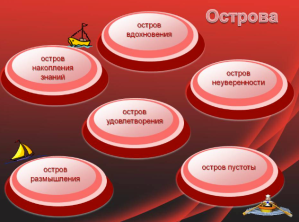 Острова
остров
вдохновения
остров
накопления
знаний
остров
неуверенности
остров
удовлетворения
остров
размышления
остров пустоты